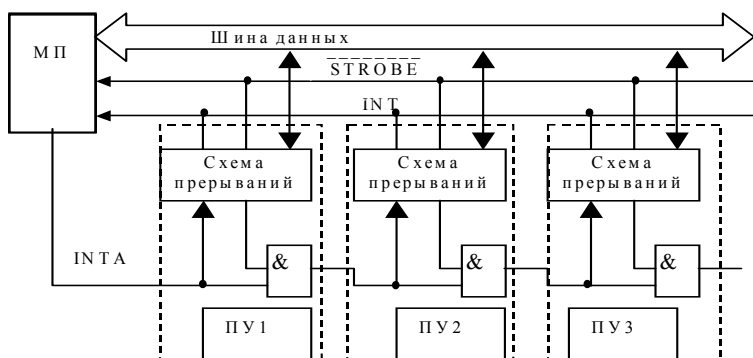 Шина данных
МП
STROBE
INT
Схема прерываний
Схема прерываний
Схема прерываний
INTA
&
&
&
ПУ1
ПУ2
ПУ3